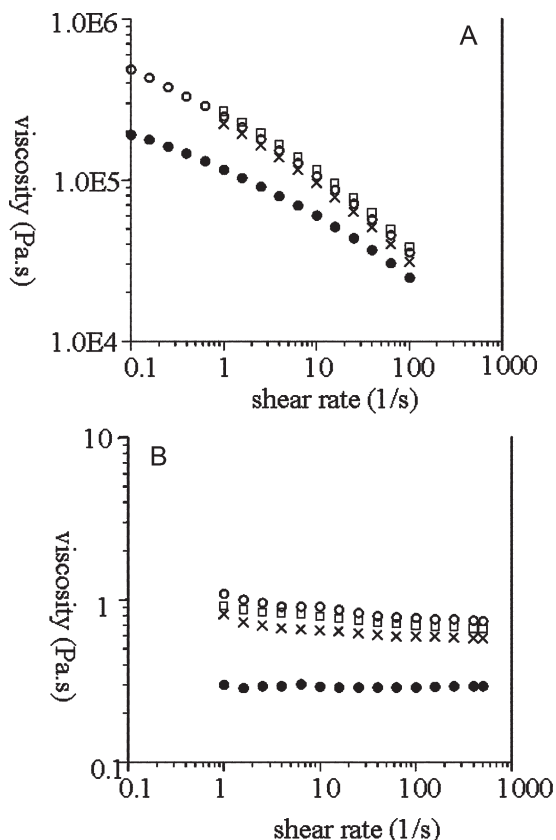 1.0E6
A
viscosity (Pa.s)
1.0E5
1.0E4
0.1 1 10 100 1000
shear rate (1/s)
10
B
viscosity (Pa.s)
1
0.1
0.1 1 10 100 1000
shear rate (1/s)